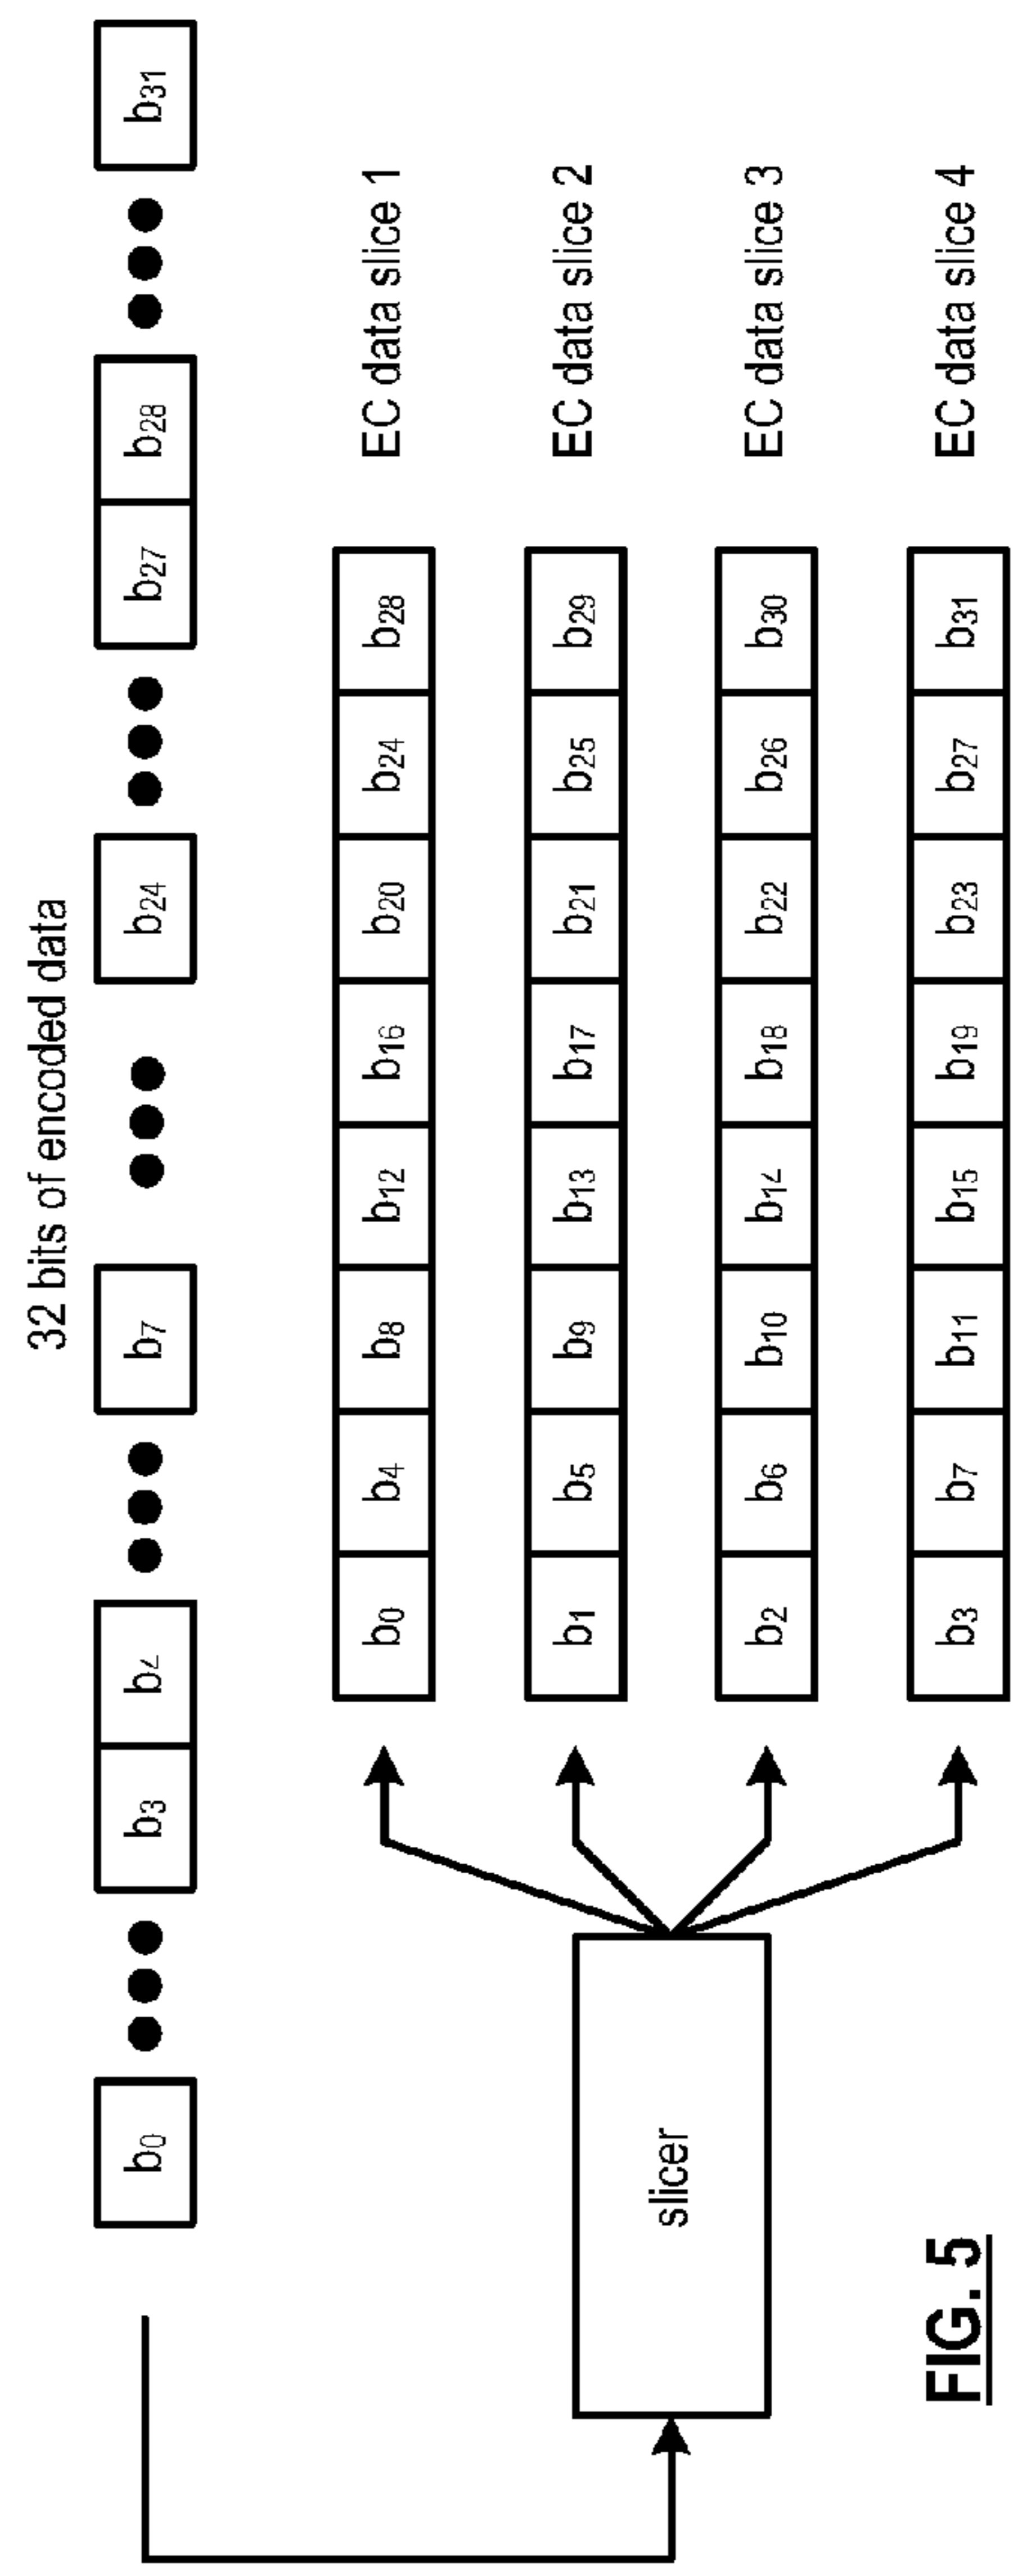 32 bits of encoded data
b0 b3 b4 b7 b24 b27 b28 b31
slicer
b0 b4 b8 b12 b16 b20 b24 b28 EC data slice 1
b1 b5 b9 b13 b17 b21 b25 b29 EC data slice 2
b2 b6 b10 b14 b18 b22 b26 b30 EC data slice 3
b3 b7 b11 b15 b19 b23 b27 b31 EC data slice 4
FIG. 5